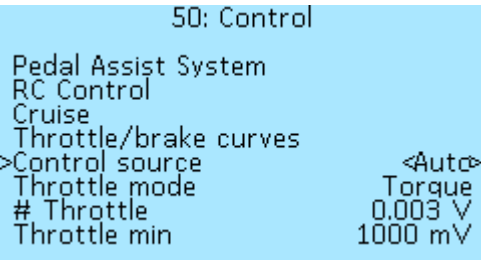 50: Control
Pedal Assist System
RC Control
Cruise
Throttle/brake curves
>Control source <Auto>
Throttle mode Torque
# Throttle 0.003 V
Throttle min 1000 mV